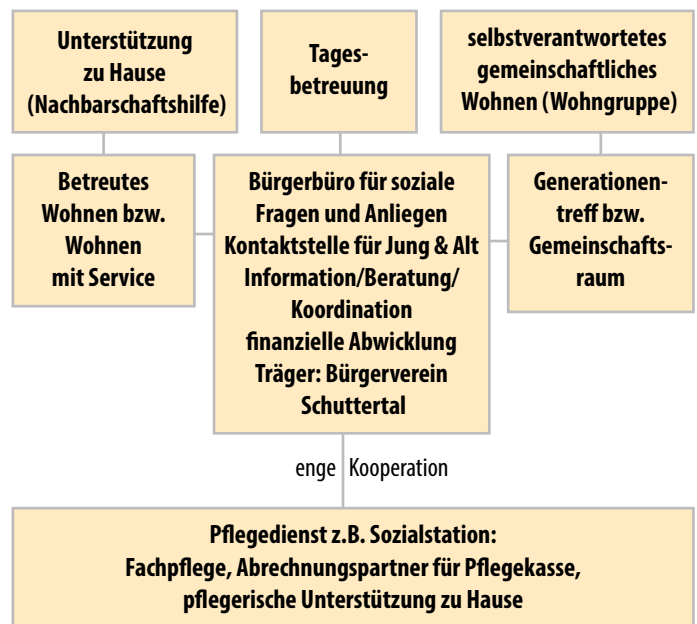 Unterstützung
zu Hause
(Nachbarschaftshilfe)
Tages-
betreuung
selbstverantwortetes
gemeinschaftliches
Wohnen (Wohngruppe)
Betreutes
Wohnen bzw.
Wohnen
mit Service
Bürgerbüro für soziale
Fragen und Anliegen
Kontaktstelle für Jung & Alt
Information/Beratung/
Koordination
finanzielle Abwicklung
Träger: Bürgerverein
Schuttertal
Generationen-
treff bzw.
Gemeinschafts-
raum
enge Kooperation
Pflegedienst z.B. Sozialstation:
Fachpflege, Abrechnungspartner für Pflegekasse,
pflegerische Unterstützung zu Hause